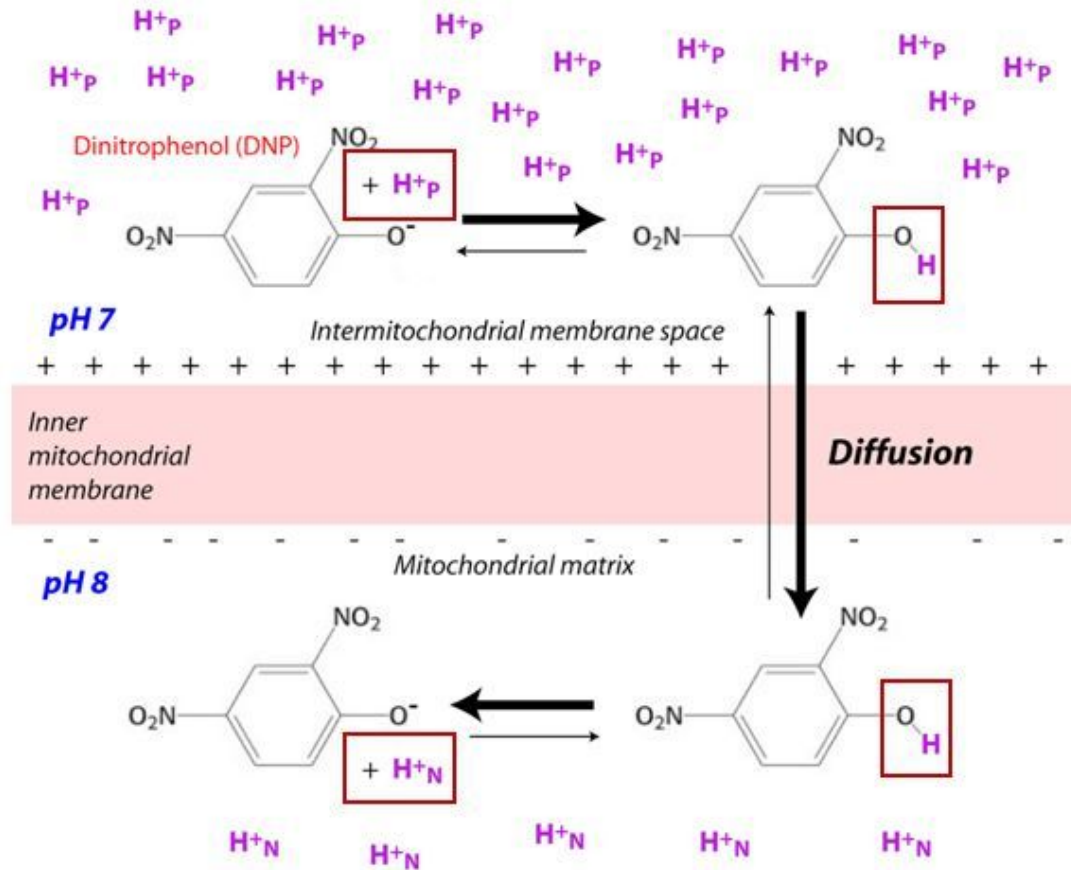 H⁺P H⁺P H⁺P H⁺P H⁺P H⁺P
H⁺P H⁺P H⁺P H⁺P H⁺P H⁺P
H⁺P H⁺P H⁺P H⁺P
Dinitrophenol (DNP)
NO₂
NO₂
H⁺P H⁺P H⁺P
H⁺P
+ H⁺P
O₂N
O⁻
O₂N
O
H
pH 7
Intermitochondrial membrane space
+ + + + + + + + + + + + + + + + + + + +
Inner
mitochondrial
membrane
Diffusion
- - - - - - - - - - - - -
Mitochondrial matrix
pH 8
NO₂
NO₂
O₂N
O⁻
O₂N
O
H
+ H⁺N
H⁺N H⁺N H⁺N H⁺N H⁺N